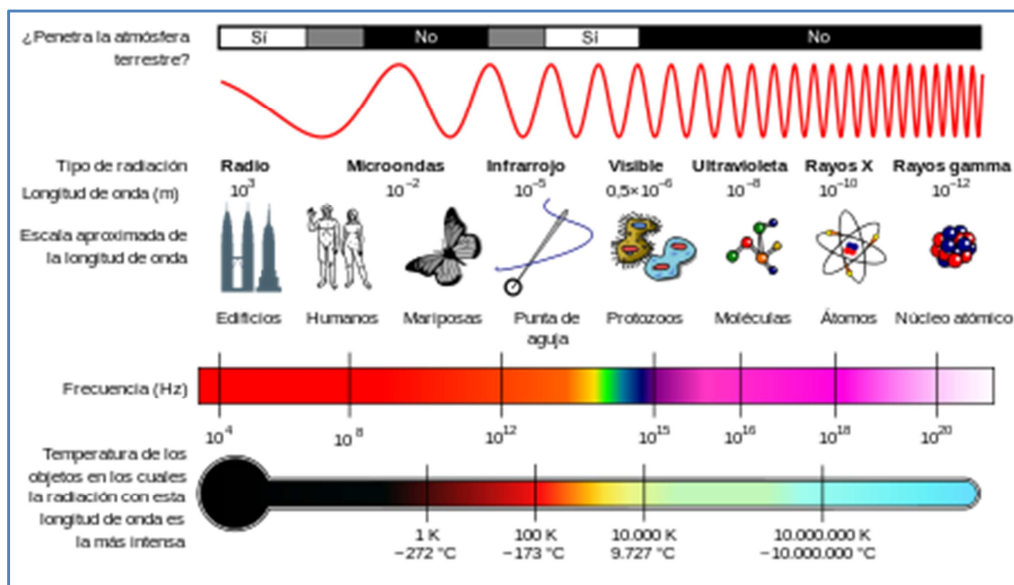 ¿Penetra la atmósfera
terrestre?
Sí No Sí No
Tipo de radiación Radio Microondas Infrarrojo Visible Ultravioleta Rayos X Rayos gamma
Longitud de onda (m) 10³ 10⁻² 10⁻⁵ 0,5×10⁻⁶ 10⁻⁸ 10⁻¹⁰ 10⁻¹²
Escala aproximada de
la longitud de onda
Edificios Humanos Mariposas Punta de
aguja Protozoos Moléculas Átomos Núcleo atómico
Frecuencia (Hz)
10⁴ 10⁸ 10¹² 10¹⁵ 10¹⁶ 10¹⁸ 10²⁰
Temperatura de los
objetos en los cuales
la radiación con esta
longitud de onda es
la más intensa
1 K 100 K 10.000 K 10.000.000 K
−272 °C −173 °C 9.727 °C ~10.000.000 °C